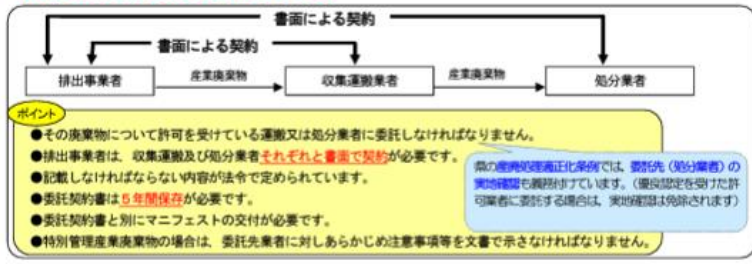 書面による契約
書面による契約
排出事業者
産業廃棄物
収集運搬業者
産業廃棄物
処分業者
ポイント
●その廃棄物について許可を受けている運搬又は処分業者に委託しなければなりません。
●排出事業者は、収集運搬及び処分業者それぞれと書面で契約が必要です。
●記載しなければならない内容が法令で定められています。
●委託契約書は５年間保存が必要です。
●委託契約書と別にマニフェストの交付が必要です。
●特別管理産業廃棄物の場合は、委託先業者に対しあらかじめ注意事項等を文書で示さなければなりません。
県の産廃処理適正化条例では、委託先（処分業者）の
実地確認も義務付けています。（優良認定を受けた許
可業者に委託する場合は、実地確認は免除されます）